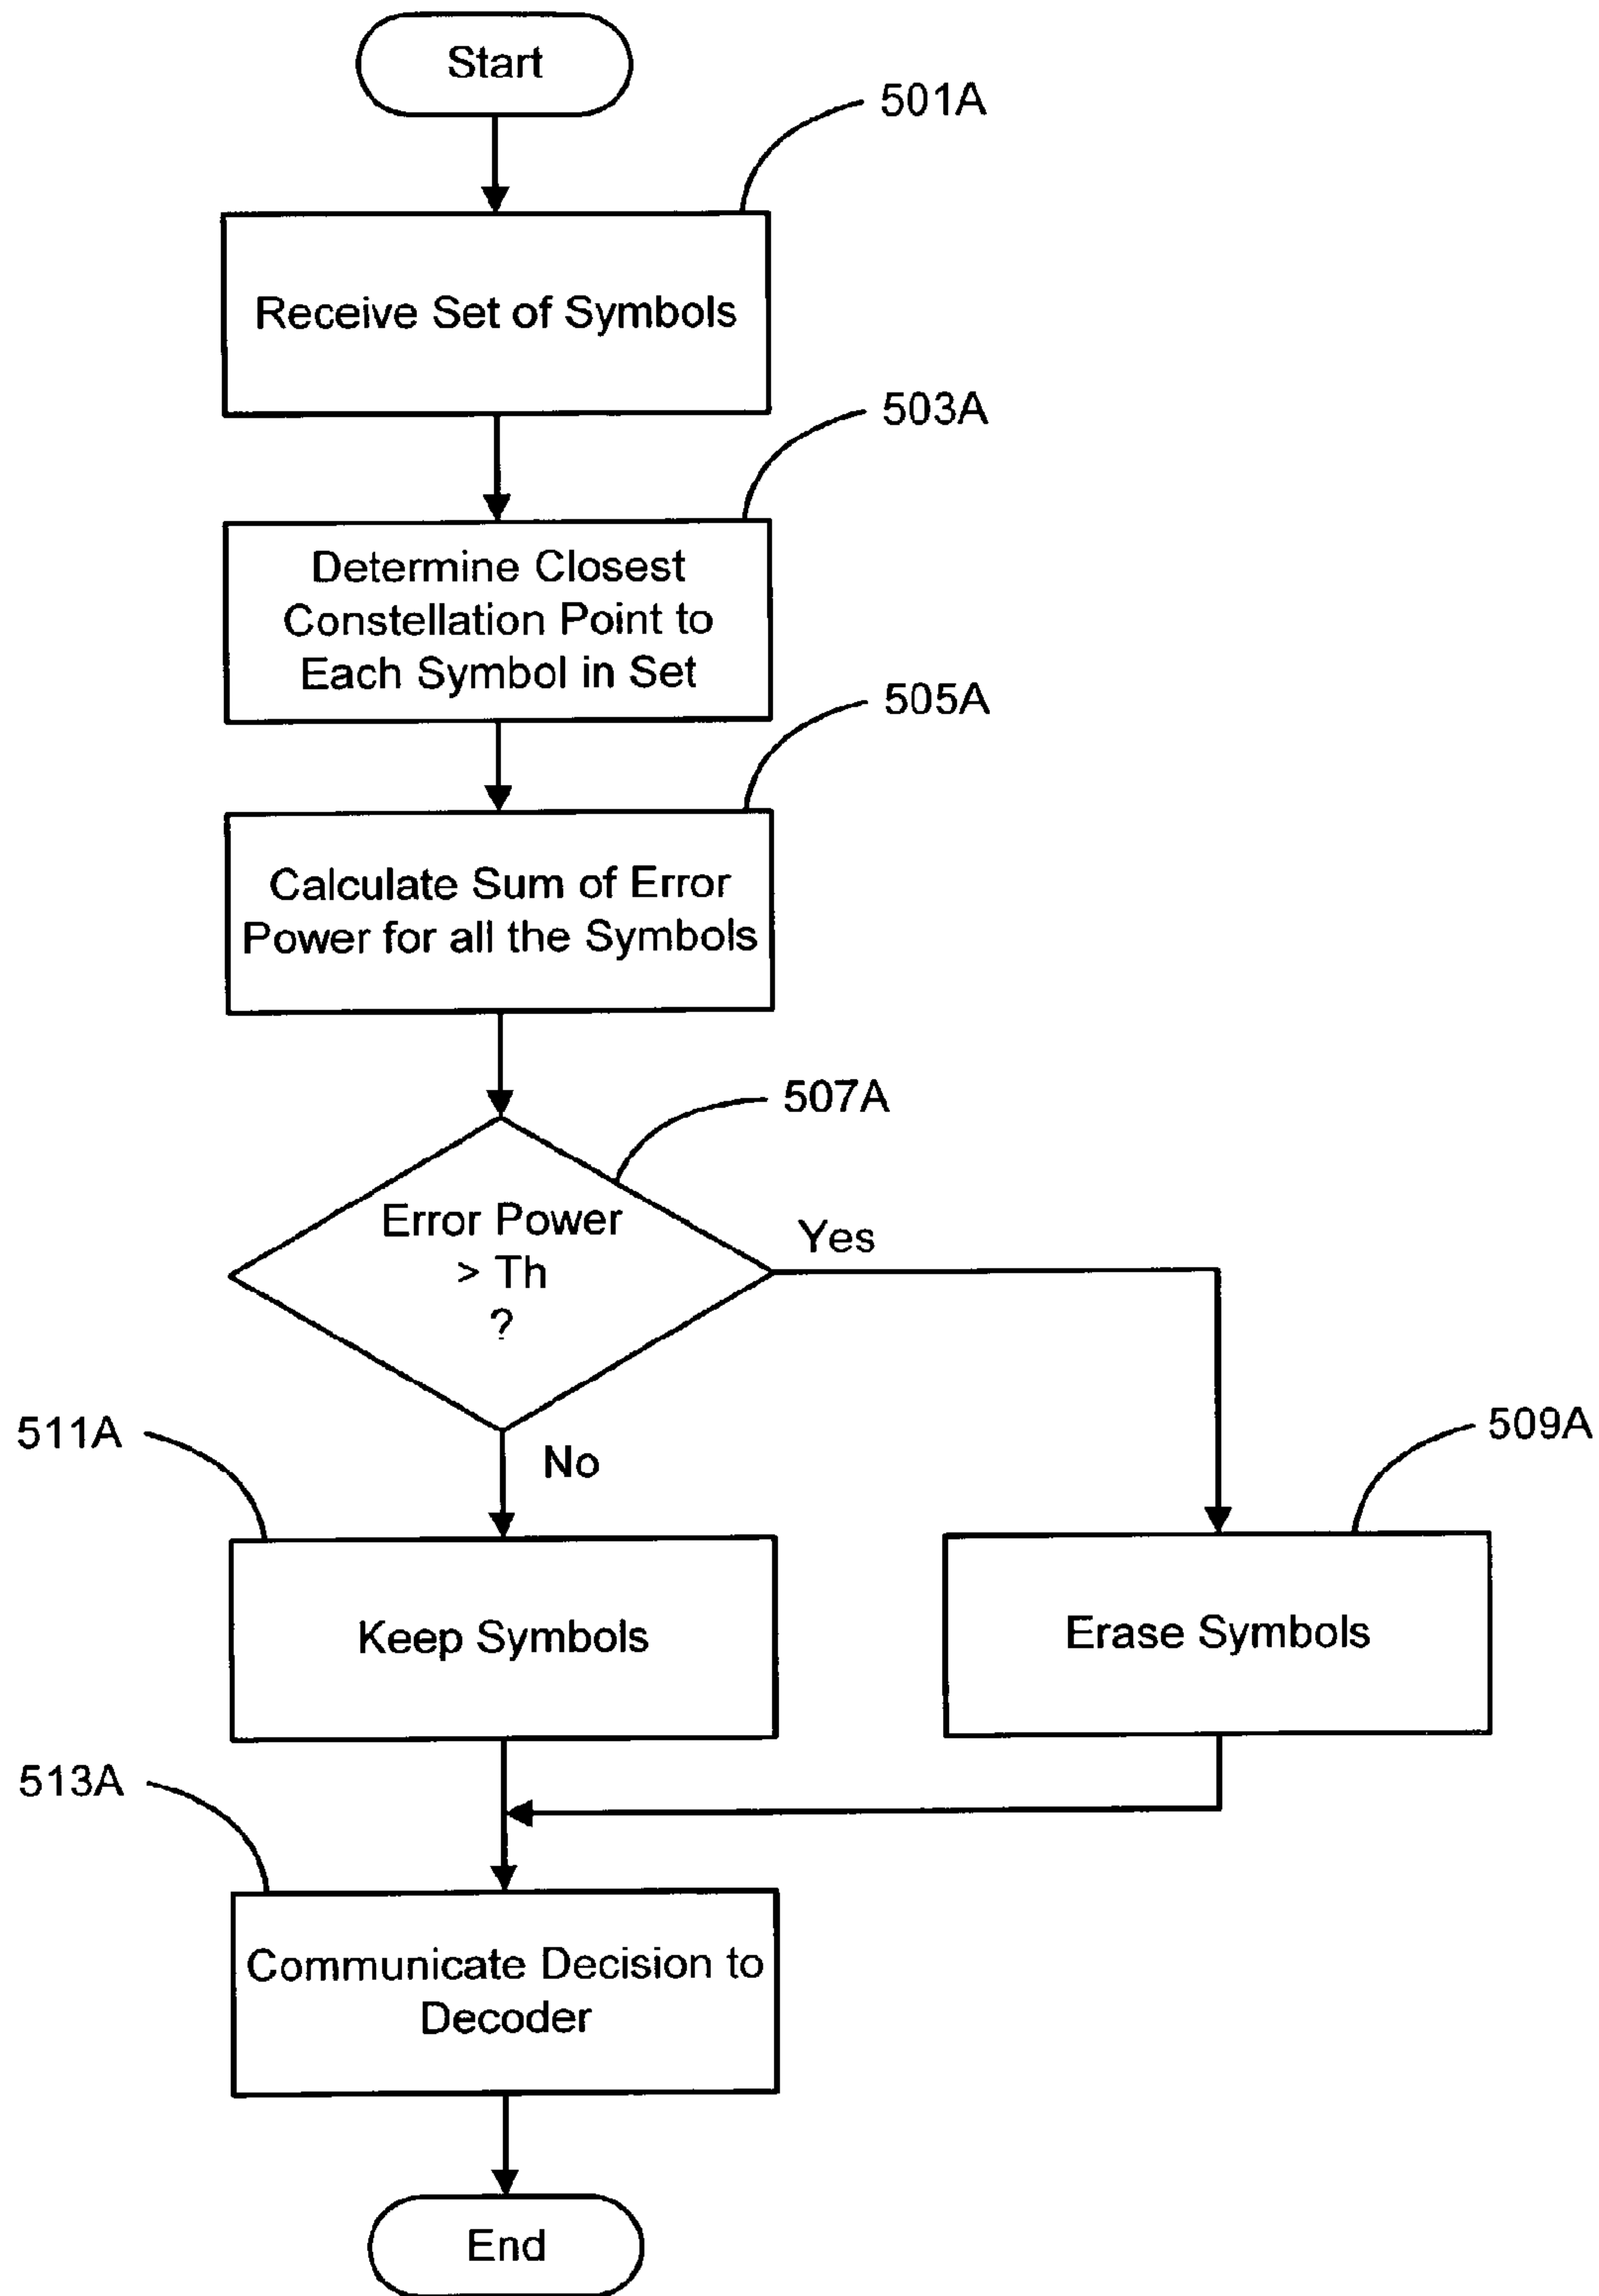 Start
501A
Receive Set of Symbols
503A
Determine Closest
Constellation Point to
Each Symbol in Set
505A
Calculate Sum of Error
Power for all the Symbols
507A
Error Power
> Th
?
Yes
No
511A
509A
Keep Symbols
Erase Symbols
513A
Communicate Decision to
Decoder
End